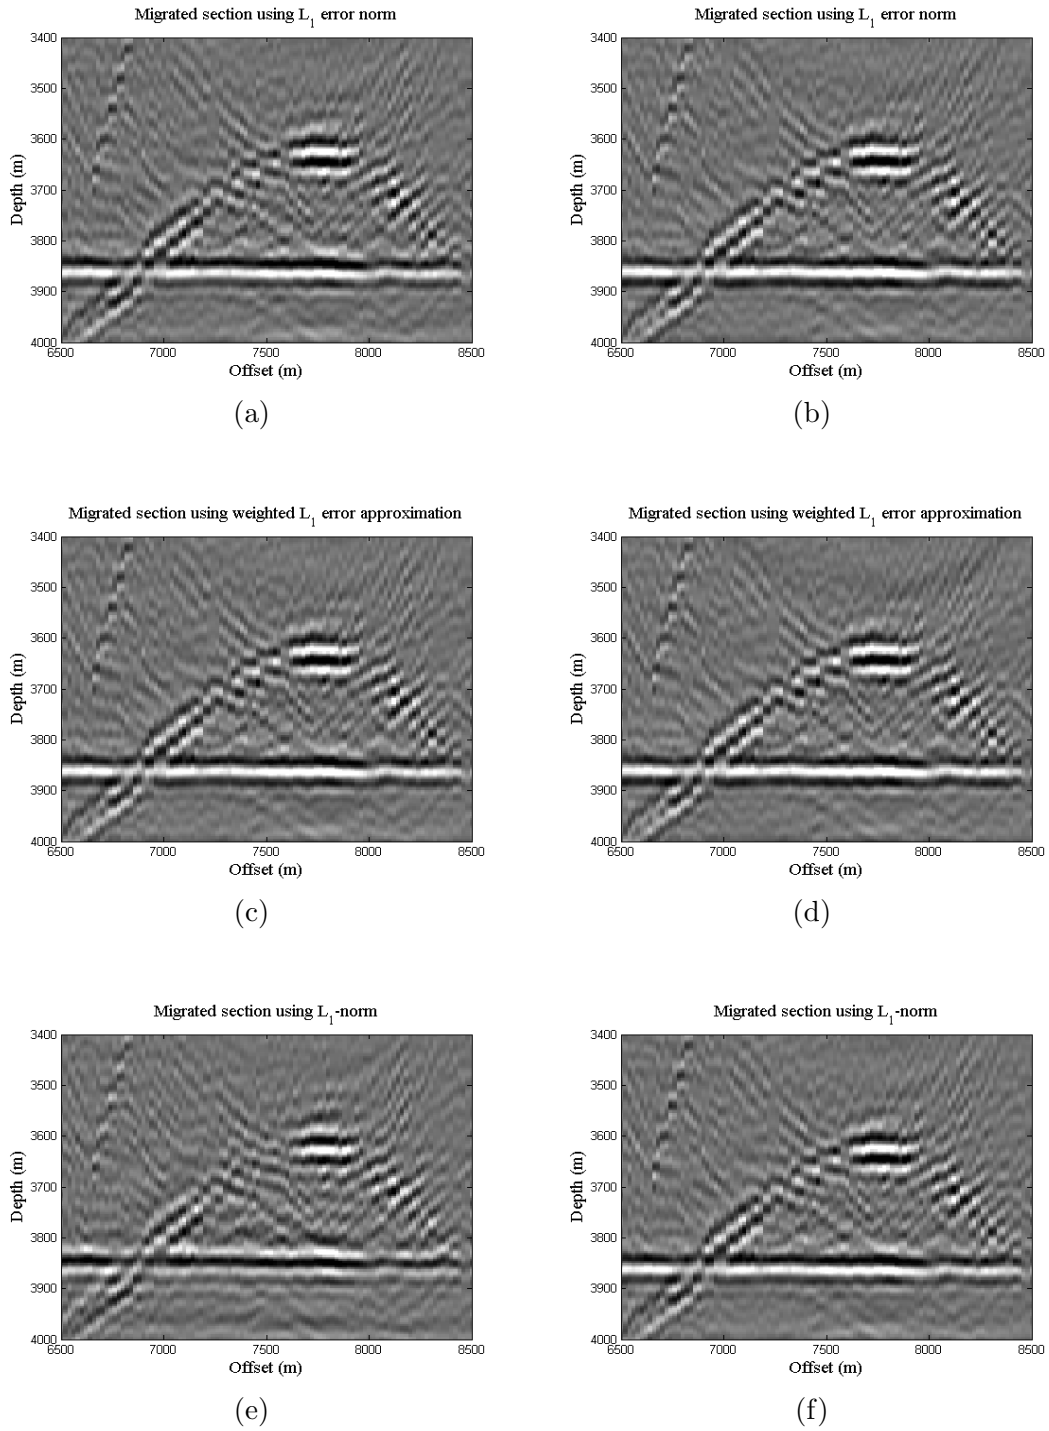 Migrated section using L1 error norm
Migrated section using L1 error norm
3400
3500
3600
3700
3800
3900
4000
Depth (m)
6500 7000 7500 8000 8500
Offset (m)
3400
3500
3600
3700
3800
3900
4000
Depth (m)
6500 7000 7500 8000 8500
Offset (m)
(a)
(b)
Migrated section using weighted L1 error approximation
Migrated section using weighted L1 error approximation
3400
3500
3600
3700
3800
3900
4000
Depth (m)
6500 7000 7500 8000 8500
Offset (m)
3400
3500
3600
3700
3800
3900
4000
Depth (m)
6500 7000 7500 8000 8500
Offset (m)
(c)
(d)
Migrated section using L1-norm
Migrated section using L1-norm
3400
3500
3600
3700
3800
3900
4000
Depth (m)
6500 7000 7500 8000 8500
Offset (m)
3400
3500
3600
3700
3800
3900
4000
Depth (m)
6500 7000 7500 8000 8500
Offset (m)
(e)
(f)